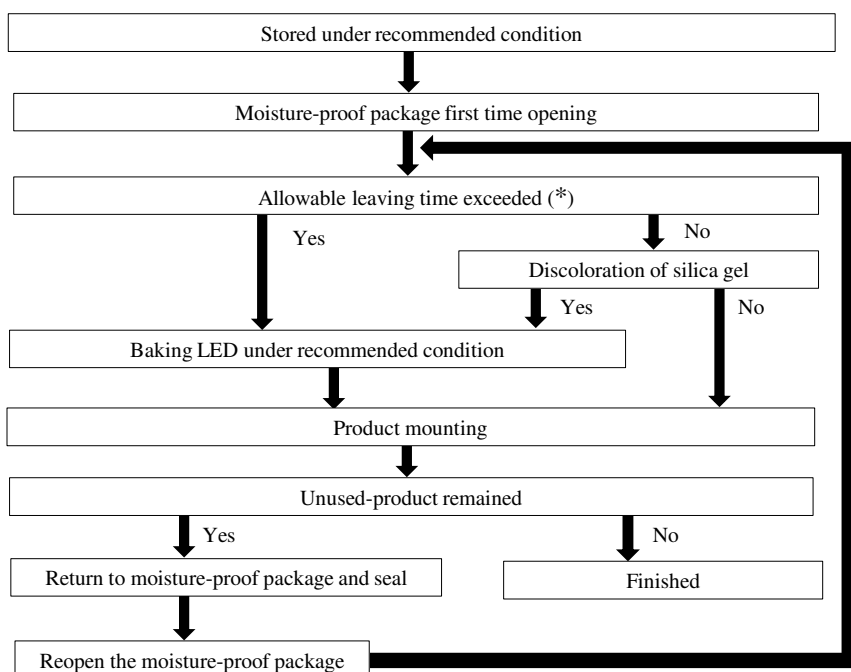 Stored under recommended condition
Moisture-proof package first time opening
Allowable leaving time exceeded (*)
Yes
No
Discoloration of silica gel
Yes
No
Baking LED under recommended condition
Product mounting
Unused-product remained
Yes
No
Return to moisture-proof package and seal
Finished
Reopen the moisture-proof package